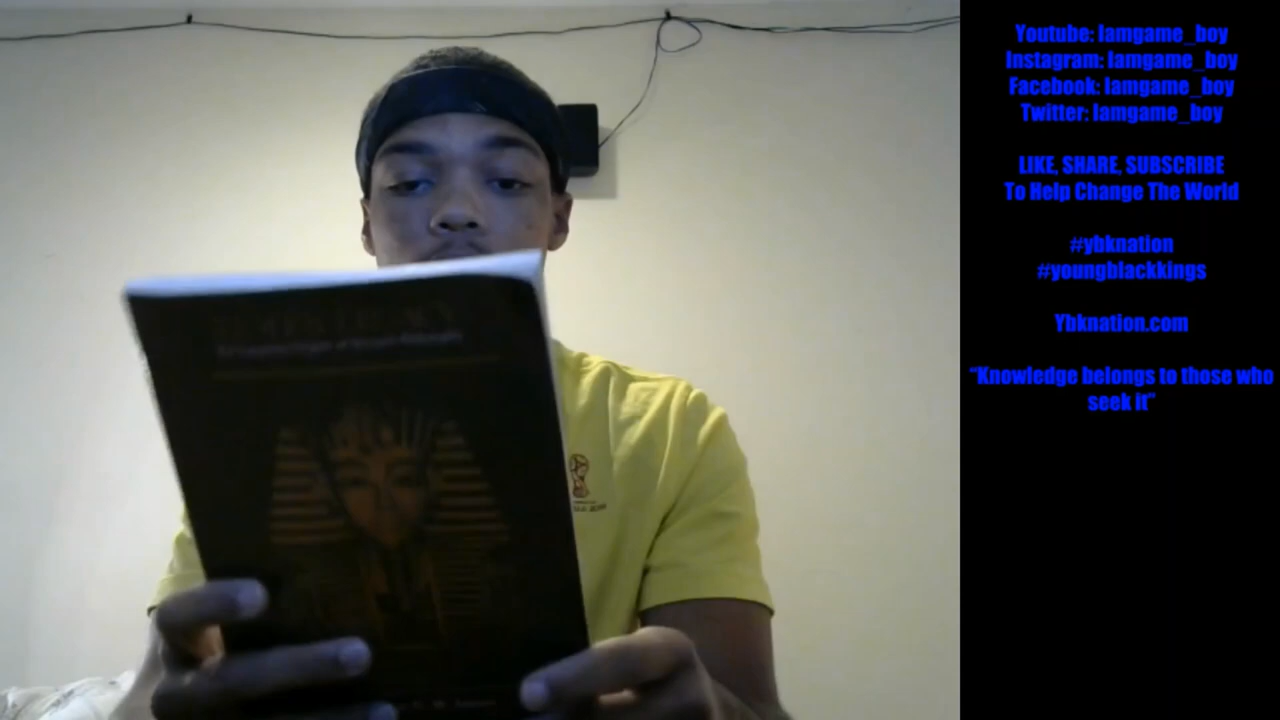 Youtube: Iamgame_boy
Instagram: Iamgame_boy
Facebook: Iamgame_boy
Twitter: Iamgame_boy
LIKE, SHARE, SUBSCRIBE
To Help Change The World
#ybknation
#youngblackkings
Ybknation.com
“Knowledge belongs to those who
seek it”